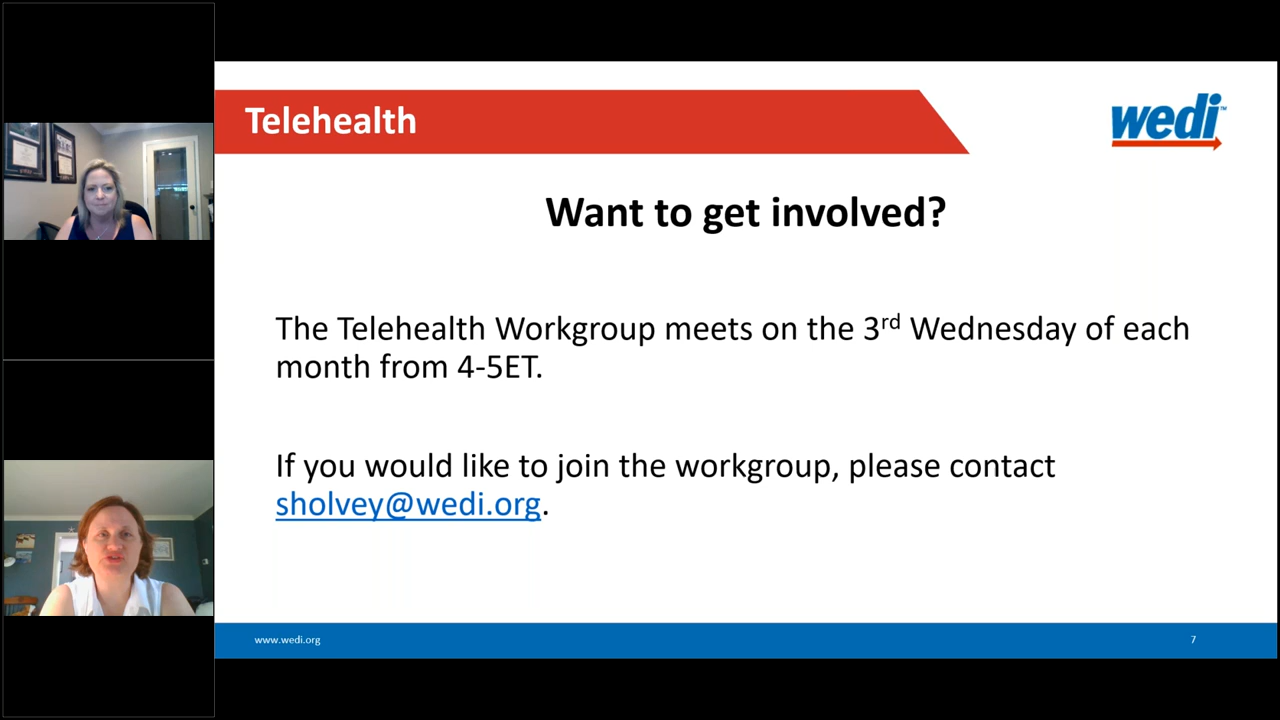 Telehealth
wedi™
Want to get involved?
The Telehealth Workgroup meets on the 3rd Wednesday of each
month from 4-5ET.
If you would like to join the workgroup, please contact
sholvey@wedi.org.
www.wedi.org
7